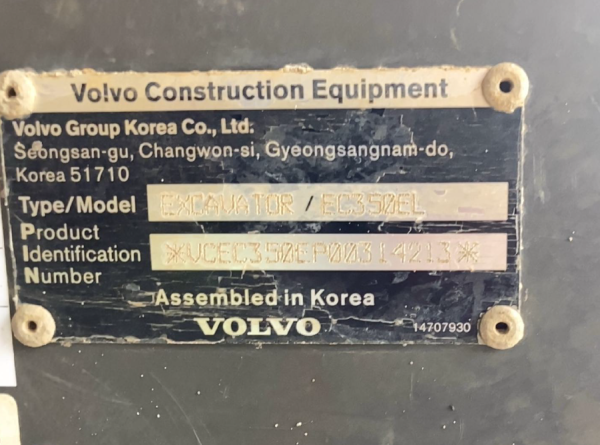 Volvo Construction Equipment
Volvo Group Korea Co., Ltd.
Seongsan-gu, Changwon-si, Gyeongsangnam-do,
Korea 51710
Type/Model EXCAVATOR / EC350EL
Product
Identification *VCEC350EP00314213*
Number
Assembled in Korea
VOLVO
14707930